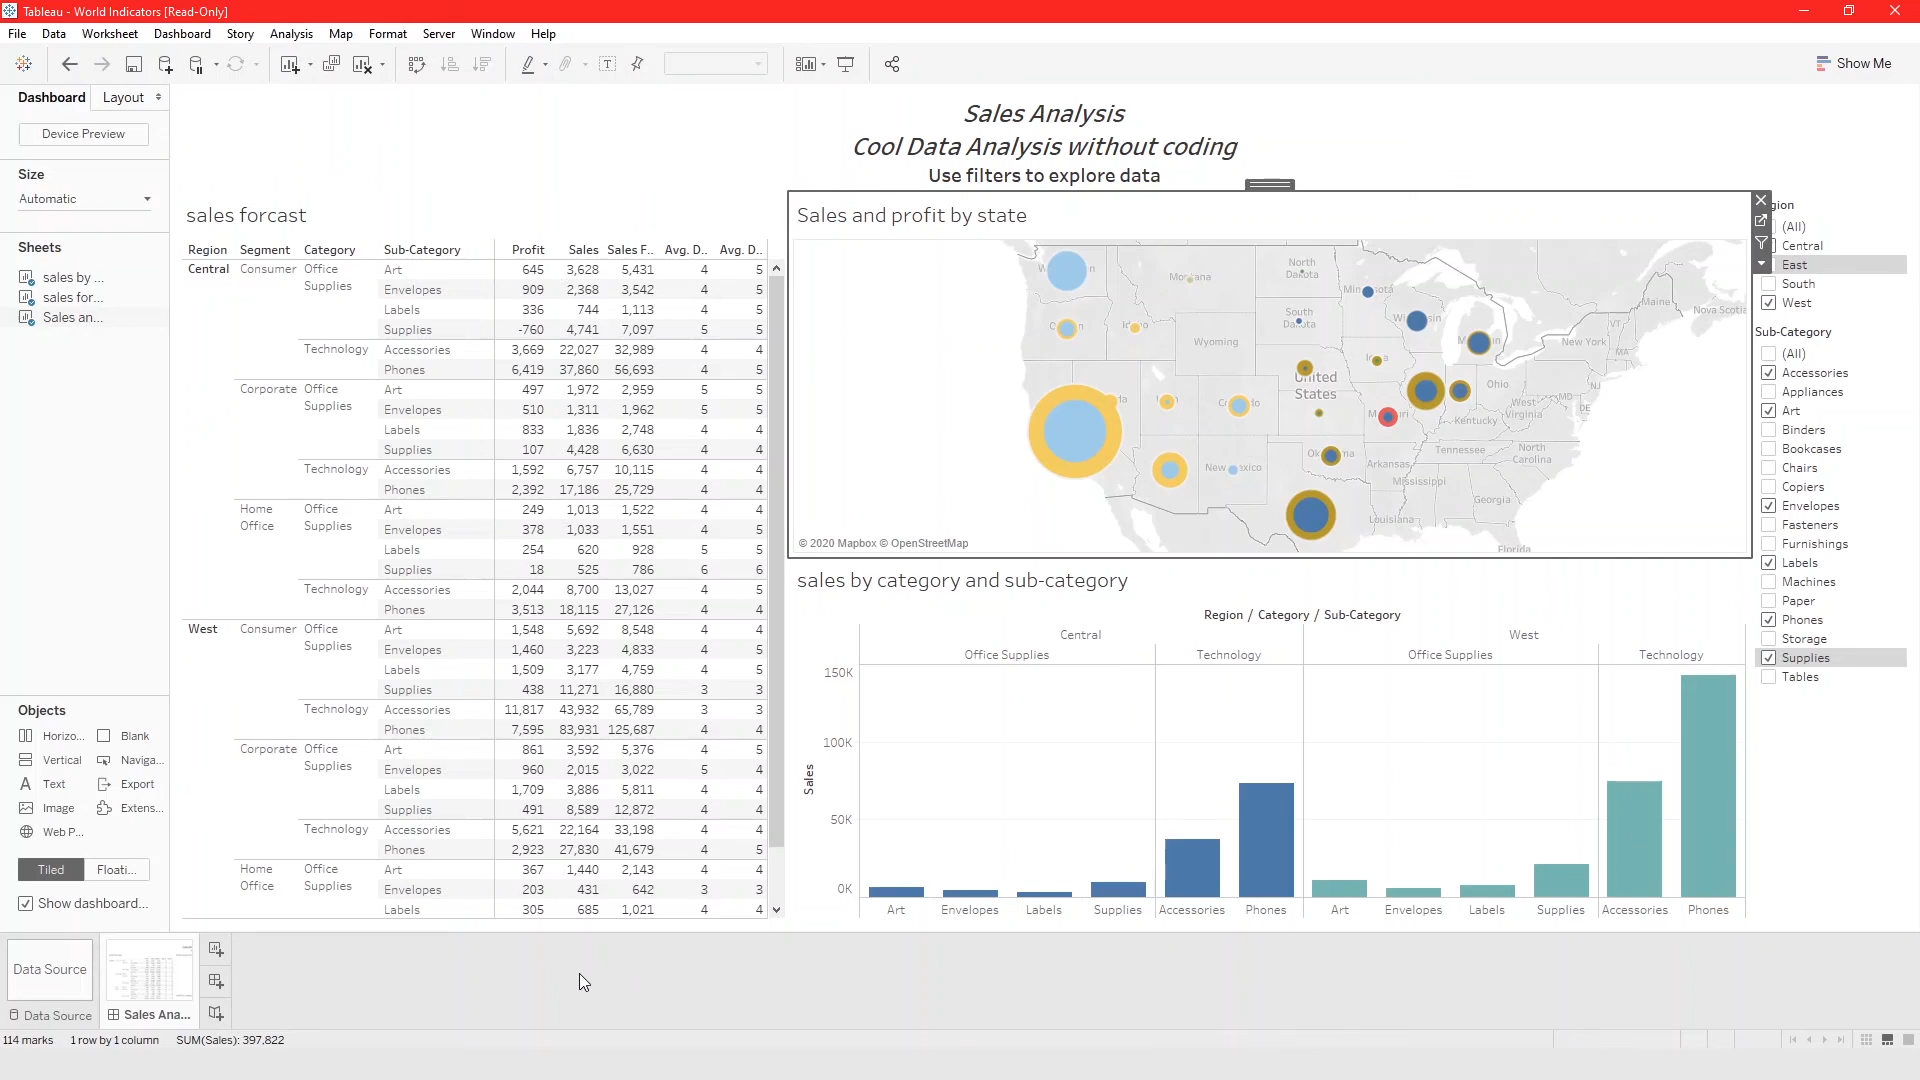 Tableau - World Indicators [Read-Only]
File Data Worksheet Dashboard Story Analysis Map Format Server Window Help
Show Me
Dashboard Layout
Device Preview
Size
Automatic
Sheets
sales by ...
sales for...
Sales an...
Objects
Horizo... Blank
Vertical Naviga...
Text Export
Image Extens...
Web P...
Tiled Floati...
Show dashboard...
Sales Analysis
Cool Data Analysis without coding
Use filters to explore data
sales forcast
Region Segment Category Sub-Category Profit Sales Sales F.. Avg. D.. Avg. D..
Central Consumer Office Supplies Art 645 3,628 5,431 4 5
Envelopes 909 2,368 3,542 4 5
Labels 336 744 1,113 4 5
Supplies -760 4,741 7,097 5 5
Technology Accessories 3,669 22,027 32,989 4 4
Phones 6,419 37,860 56,693 4 5
Corporate Office Supplies Art 497 1,972 2,959 5 5
Envelopes 510 1,311 1,962 5 5
Labels 833 1,836 2,748 4 5
Supplies 107 4,428 6,630 4 5
Technology Accessories 1,592 6,757 10,115 4 4
Phones 2,392 17,186 25,729 4 4
Home Office Office Supplies Art 249 1,013 1,522 4 4
Envelopes 378 1,033 1,551 4 5
Labels 254 620 928 5 5
Supplies 18 525 786 6 6
Technology Accessories 2,044 8,700 13,027 4 5
Phones 3,513 18,115 27,126 4 4
West Consumer Office Supplies Art 1,548 5,692 8,548 4 4
Envelopes 1,460 3,223 4,833 4 5
Labels 1,509 3,177 4,759 4 5
Supplies 438 11,271 16,880 3 3
Technology Accessories 11,817 43,932 65,789 3 3
Phones 7,595 83,931 125,687 4 4
Corporate Office Supplies Art 861 3,592 5,376 4 5
Envelopes 960 2,015 3,022 5 4
Labels 1,709 3,886 5,811 4 4
Supplies 491 8,589 12,872 4 4
Technology Accessories 5,621 22,164 33,198 4 4
Phones 2,923 27,830 41,679 4 5
Home Office Office Supplies Art 367 1,440 2,143 4 4
Envelopes 203 431 642 3 3
Labels 305 685 1,021 4 4
Sales and profit by state
Montana
North Dakota
South Dakota
Wyoming
United States
New York
VT
Maine
MA
NJ
MD
DE
Ohio
West Virginia
Kentucky
Tennessee
North Carolina
Arkansas
Mississippi
Georgia
Louisiana
Florida
© 2020 Mapbox © OpenStreetMap
(All)
Central
East
South
West
Sub-Category
(All)
Accessories
Appliances
Art
Binders
Bookcases
Chairs
Copiers
Envelopes
Fasteners
Furnishings
Labels
Machines
Paper
Phones
Storage
Supplies
Tables
sales by category and sub-category
Region / Category / Sub-Category
Central West
Office Supplies Technology Office Supplies Technology
Sales
150K
100K
50K
0K
Art Envelopes Labels Supplies Accessories Phones Art Envelopes Labels Supplies Accessories Phones
Data Source
Data Source Sales Ana...
114 marks 1 row by 1 column SUM(Sales): 397,822